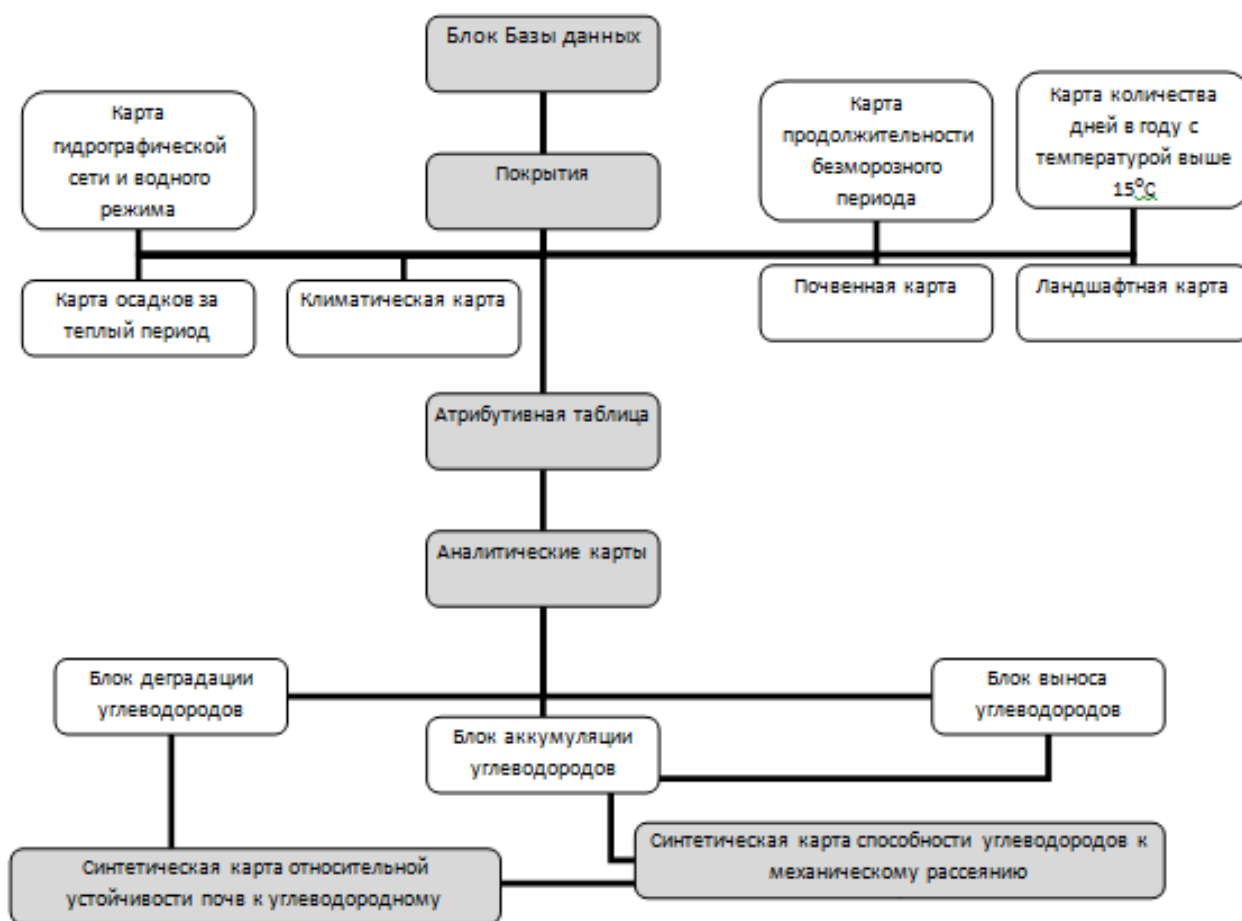 Блок Базы данных
Карта
гидрографической
сети и водного
режима
Покрытия
Карта
продолжительности
безморозного
периода
Карта количества
дней в году с
температурой выше
15°С
Карта осадков за
теплый период
Климатическая карта
Почвенная карта
Ландшафтная карта
Атрибутивная таблица
Аналитические карты
Блок деградации
углеводородов
Блок аккумуляции
углеводородов
Блок выноса
углеводородов
Синтетическая карта относительной
устойчивости почв к углеводородному
Синтетическая карта способности углеводородов к
механическому рассеянию